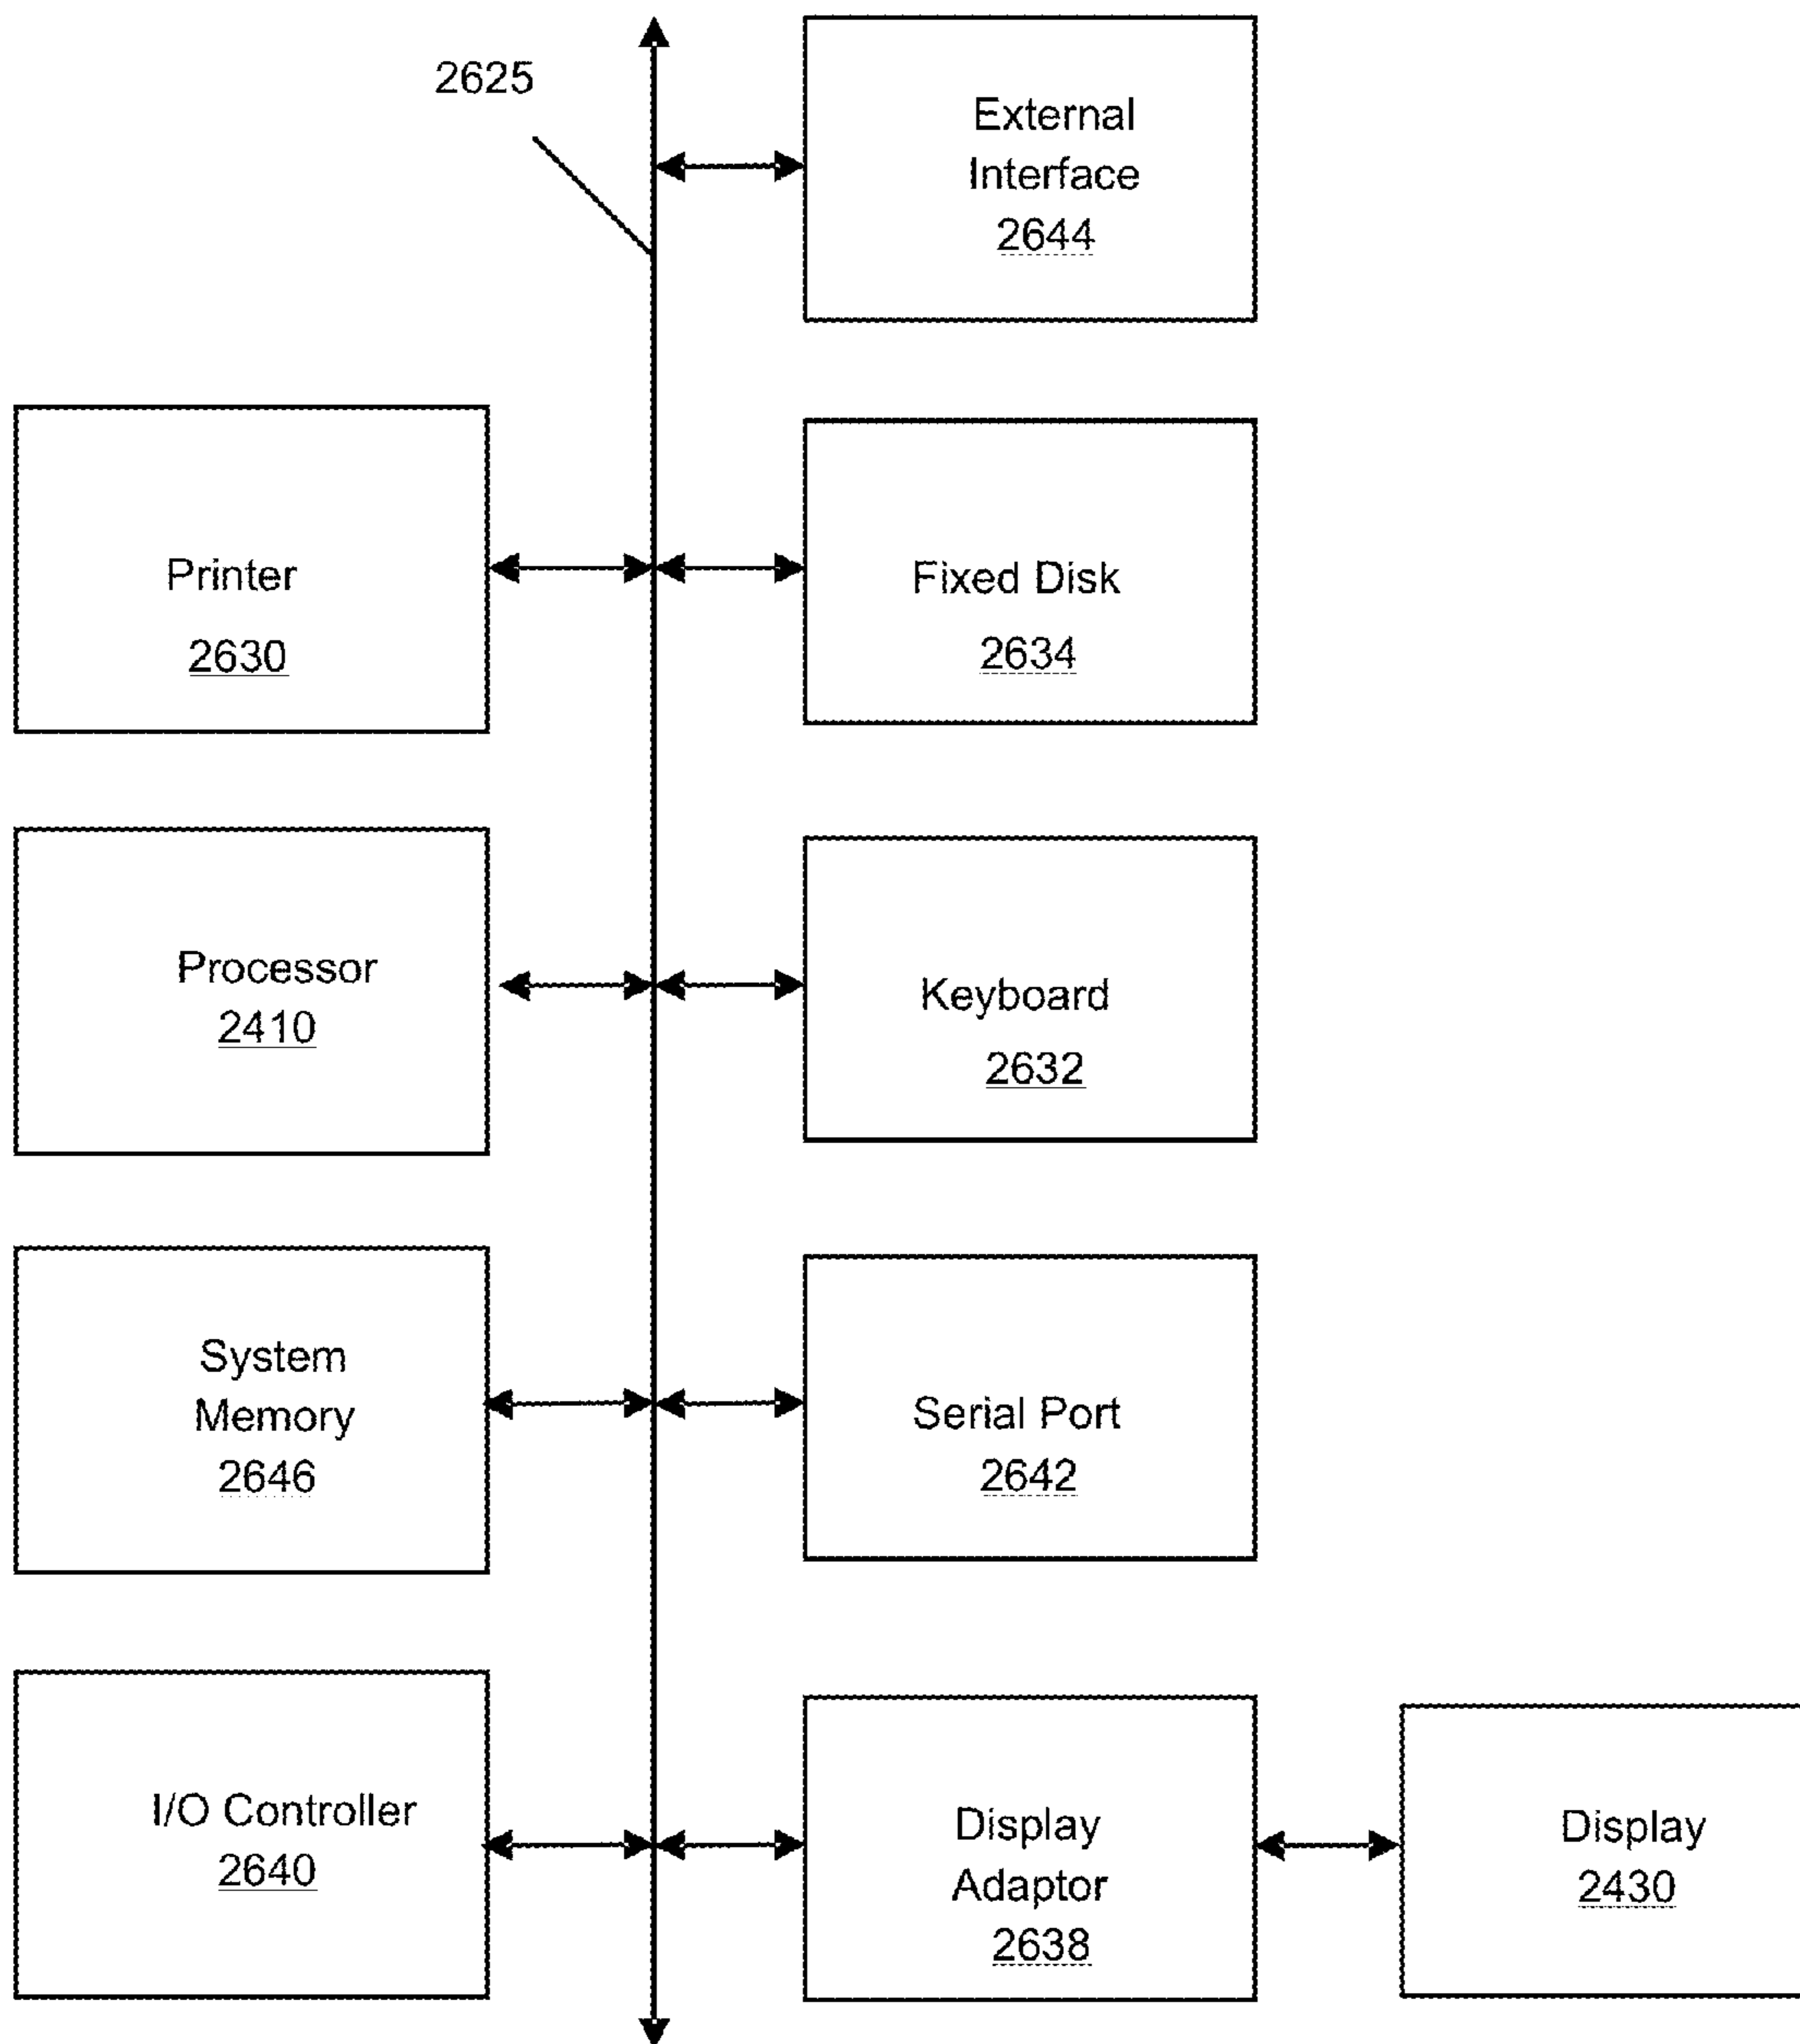 2625
External
Interface
2644
Printer
2630
Fixed Disk
2634
Processor
2410
Keyboard
2632
System
Memory
2646
Serial Port
2642
I/O Controller
2640
Display
Adaptor
2638
Display
2430